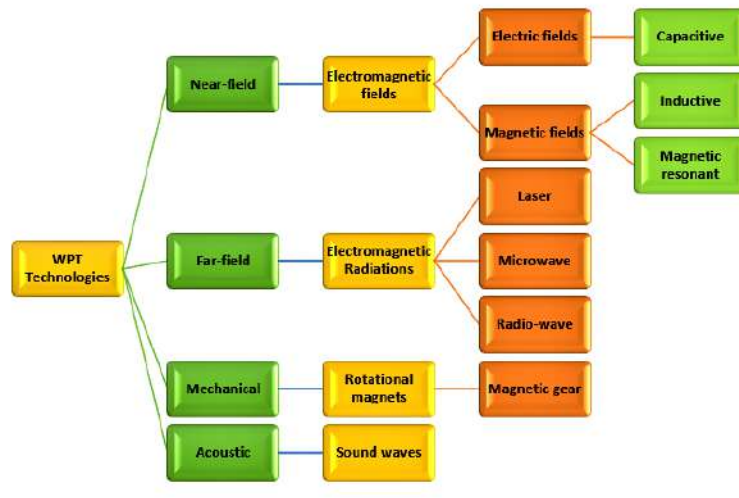 WPT
Technologies
Near-field
Electromagnetic
fields
Electric fields
Capacitive
Magnetic fields
Inductive
Magnetic
resonant
Far-field
Electromagnetic
Radiations
Laser
Microwave
Radio-wave
Mechanical
Rotational
magnets
Magnetic gear
Acoustic
Sound waves